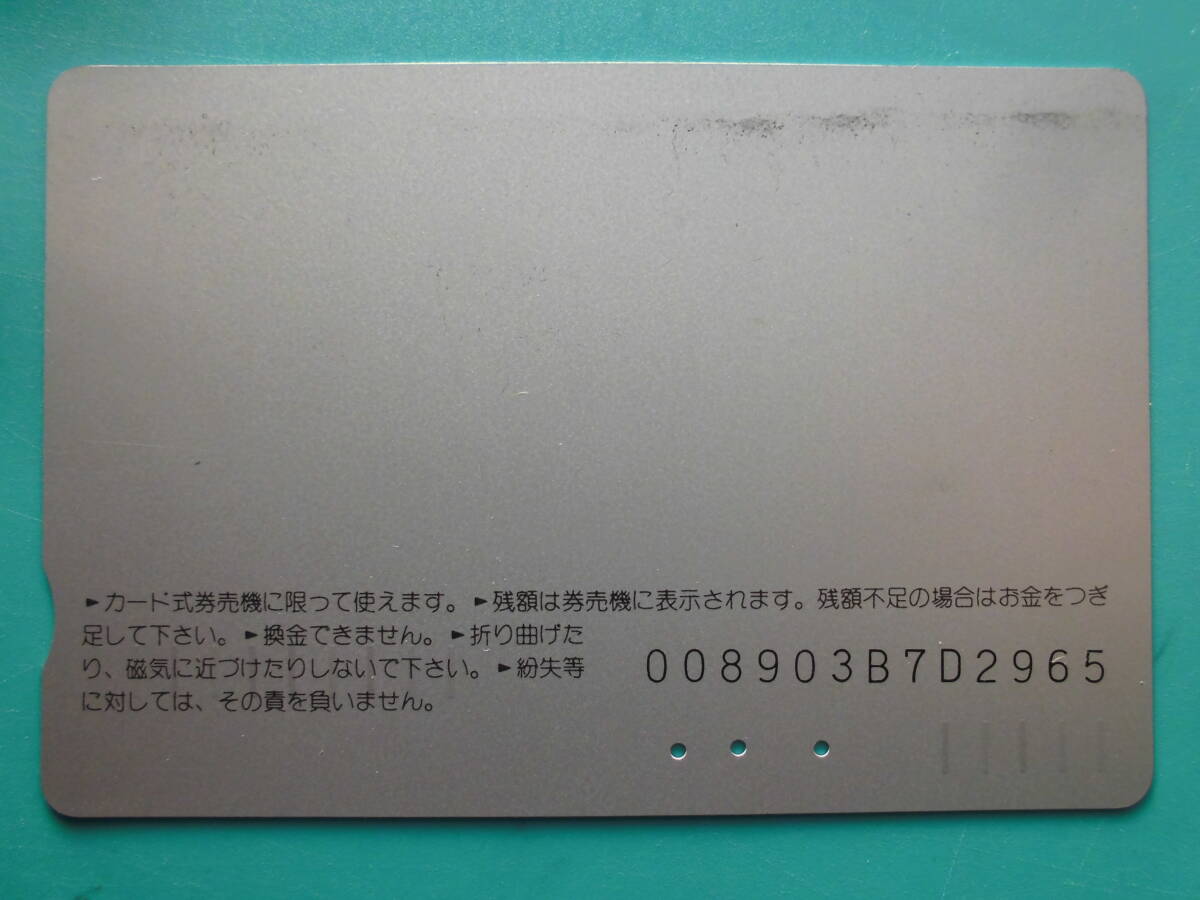 ►カード式券売機に限って使えます。►残額は券売機に表示されます。残額不足の場合はお金をつぎ
足して下さい。►換金できません。►折り曲げた
り、磁気に近づけたりしないで下さい。►紛失等
に対しては、その責を負いません。
008903B7D2965